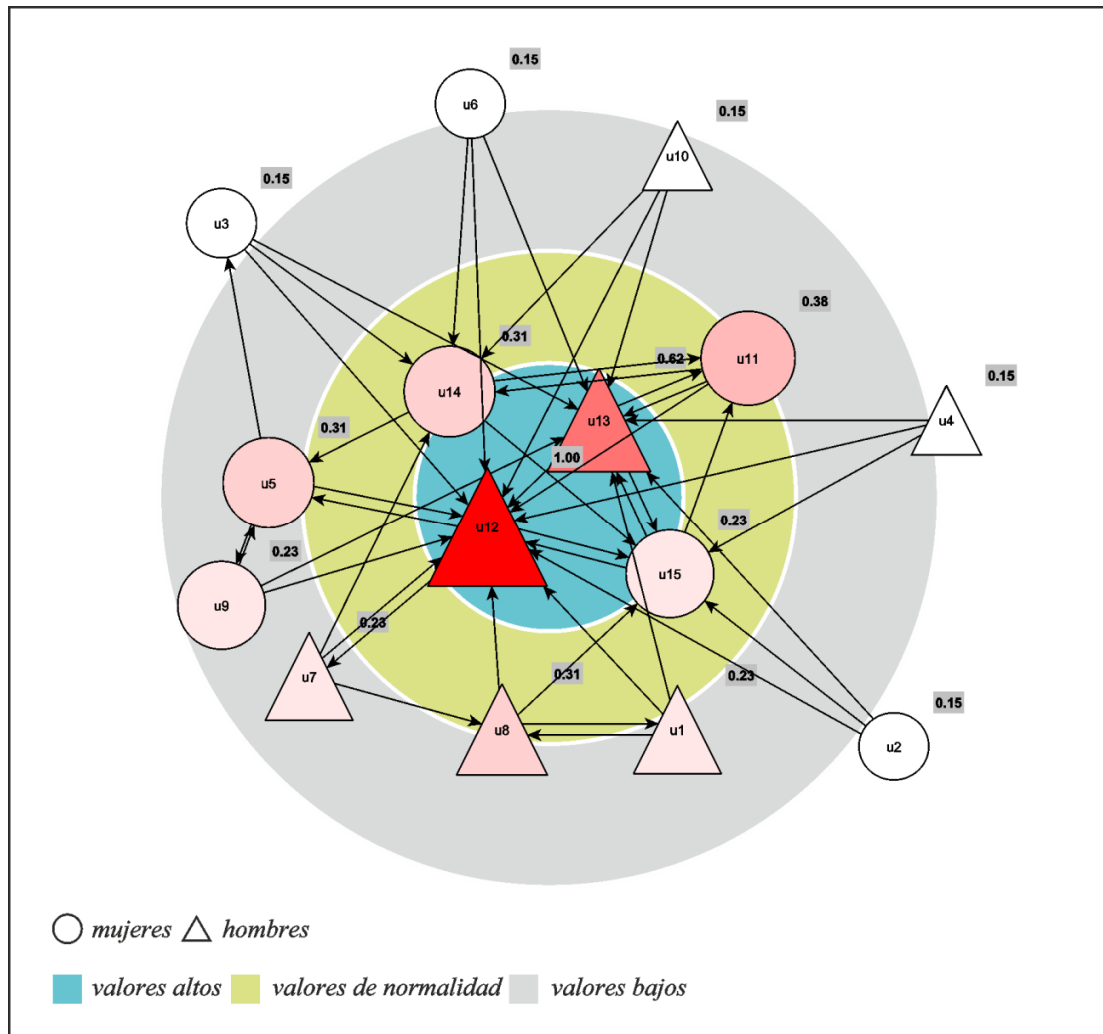 0.15
u6
0.15
u10
0.15
u3
0.38
0.31
0.62
u11
0.15
u14
u13
u4
0.31
1.00
u5
0.23
0.23
u12
u15
u9
0.23
u7
0.31
0.23
0.15
u8
u1
u2
mujeres hombres
valores altos valores de normalidad valores bajos